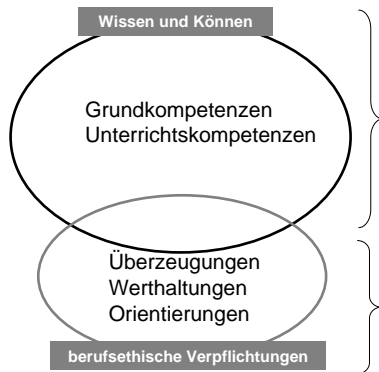 Wissen und Können
Grundkompetenzen
Unterrichtskompetenzen
Überzeugungen
Werthaltungen
Orientierungen
berufsethische Verpflichtungen